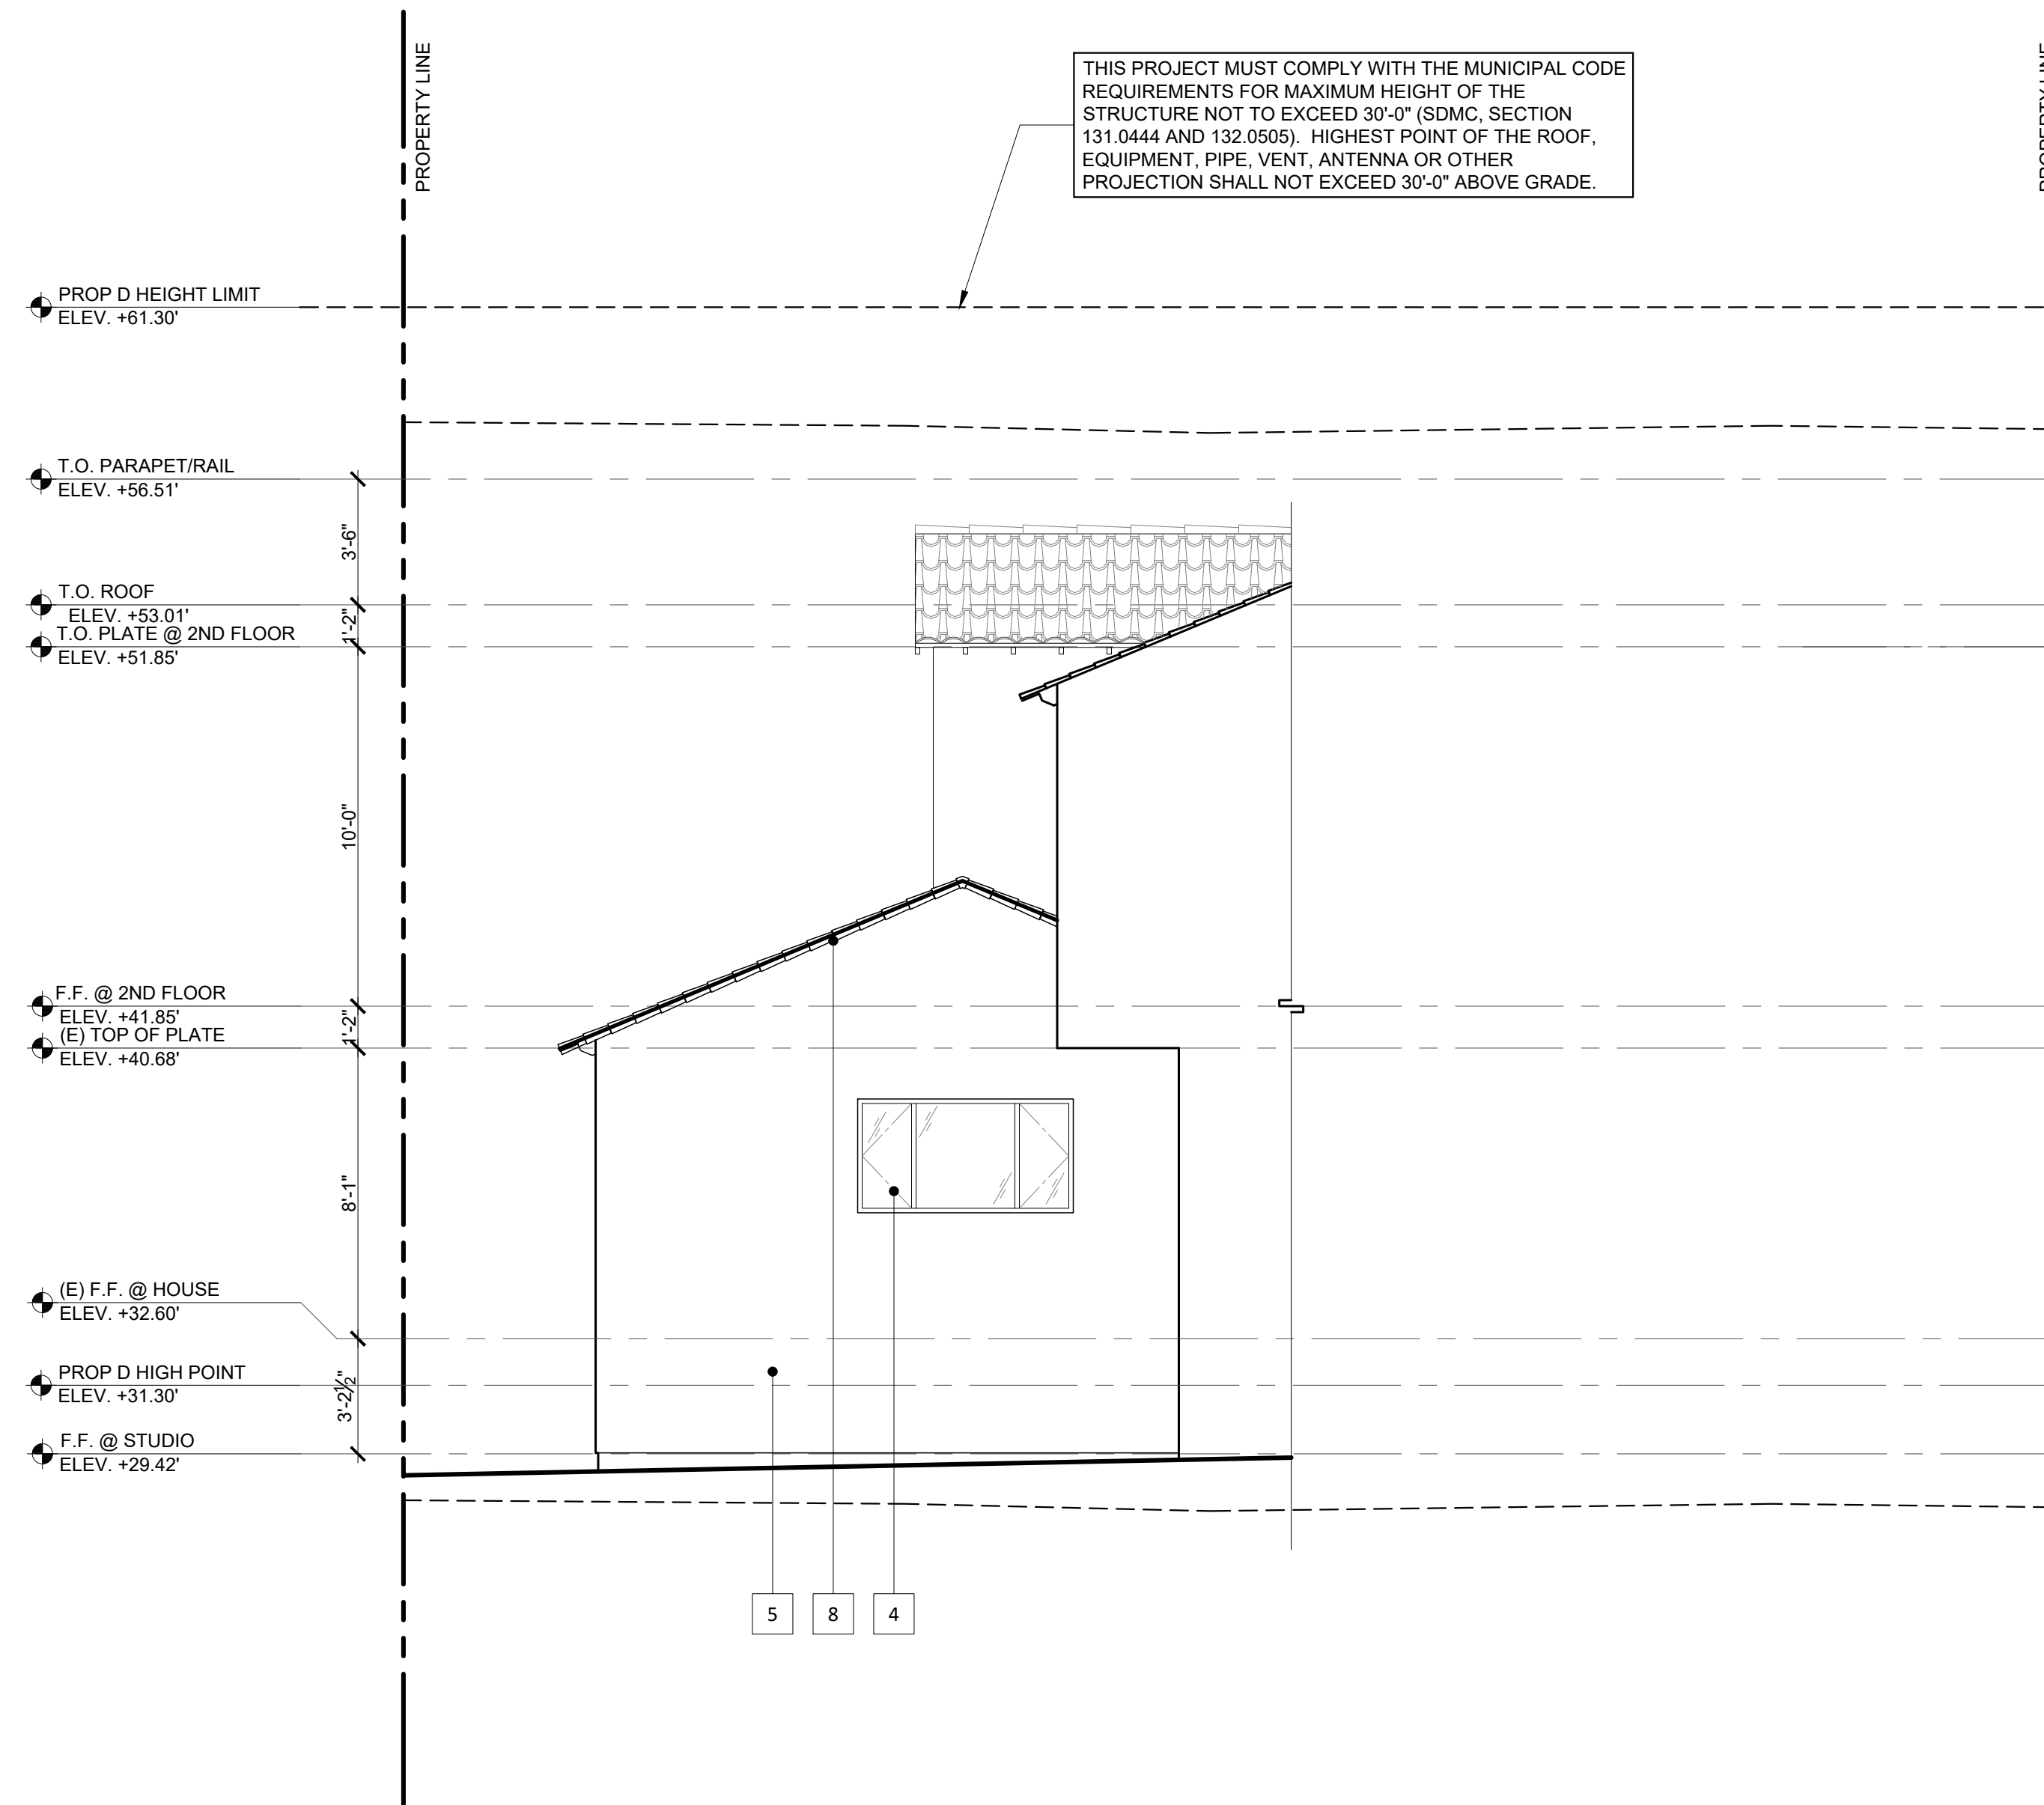 PROPERTY LINE
PROPERTY LINE
THIS PROJECT MUST COMPLY WITH THE MUNICIPAL CODE
REQUIREMENTS FOR MAXIMUM HEIGHT OF THE
STRUCTURE NOT TO EXCEED 30'-0" (SDMC, SECTION
131.0444 AND 132.0505). HIGHEST POINT OF THE ROOF,
EQUIPMENT, PIPE, VENT, ANTENNA OR OTHER
PROJECTION SHALL NOT EXCEED 30'-0" ABOVE GRADE.
PROP D HEIGHT LIMIT
ELEV. +61.30'
T.O. PARAPET/RAIL
ELEV. +56.51'
3'-6"
T.O. ROOF
ELEV. +53.01'
1'-2"
T.O. PLATE @ 2ND FLOOR
ELEV. +51.85'
10'-0"
F.F. @ 2ND FLOOR
ELEV. +41.85'
1'-2"
(E) TOP OF PLATE
ELEV. +40.68'
8'-1"
(E) F.F. @ HOUSE
ELEV. +32.60'
PROP D HIGH POINT
ELEV. +31.30'
3'-2½"
F.F. @ STUDIO
ELEV. +29.42'
5 8 4